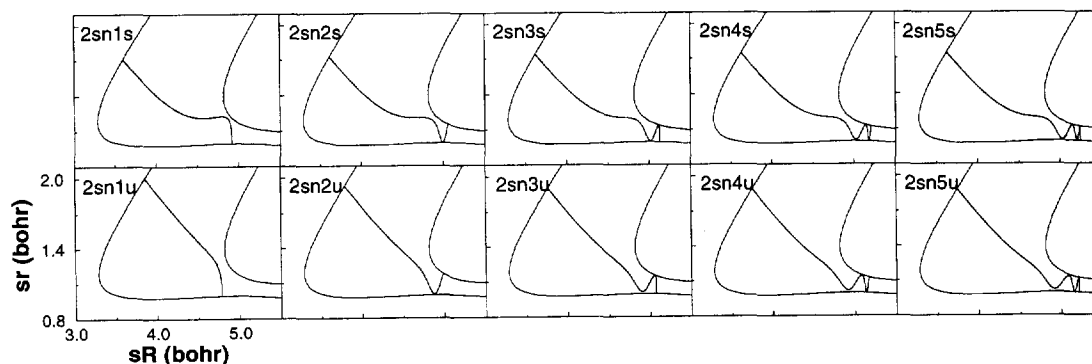 2sn1s 2sn2s 2sn3s 2sn4s 2sn5s
2.0 2sn1u 2sn2u 2sn3u 2sn4u 2sn5u
1.4
sr (bohr)
0.8
3.0 4.0 5.0
sR (bohr)